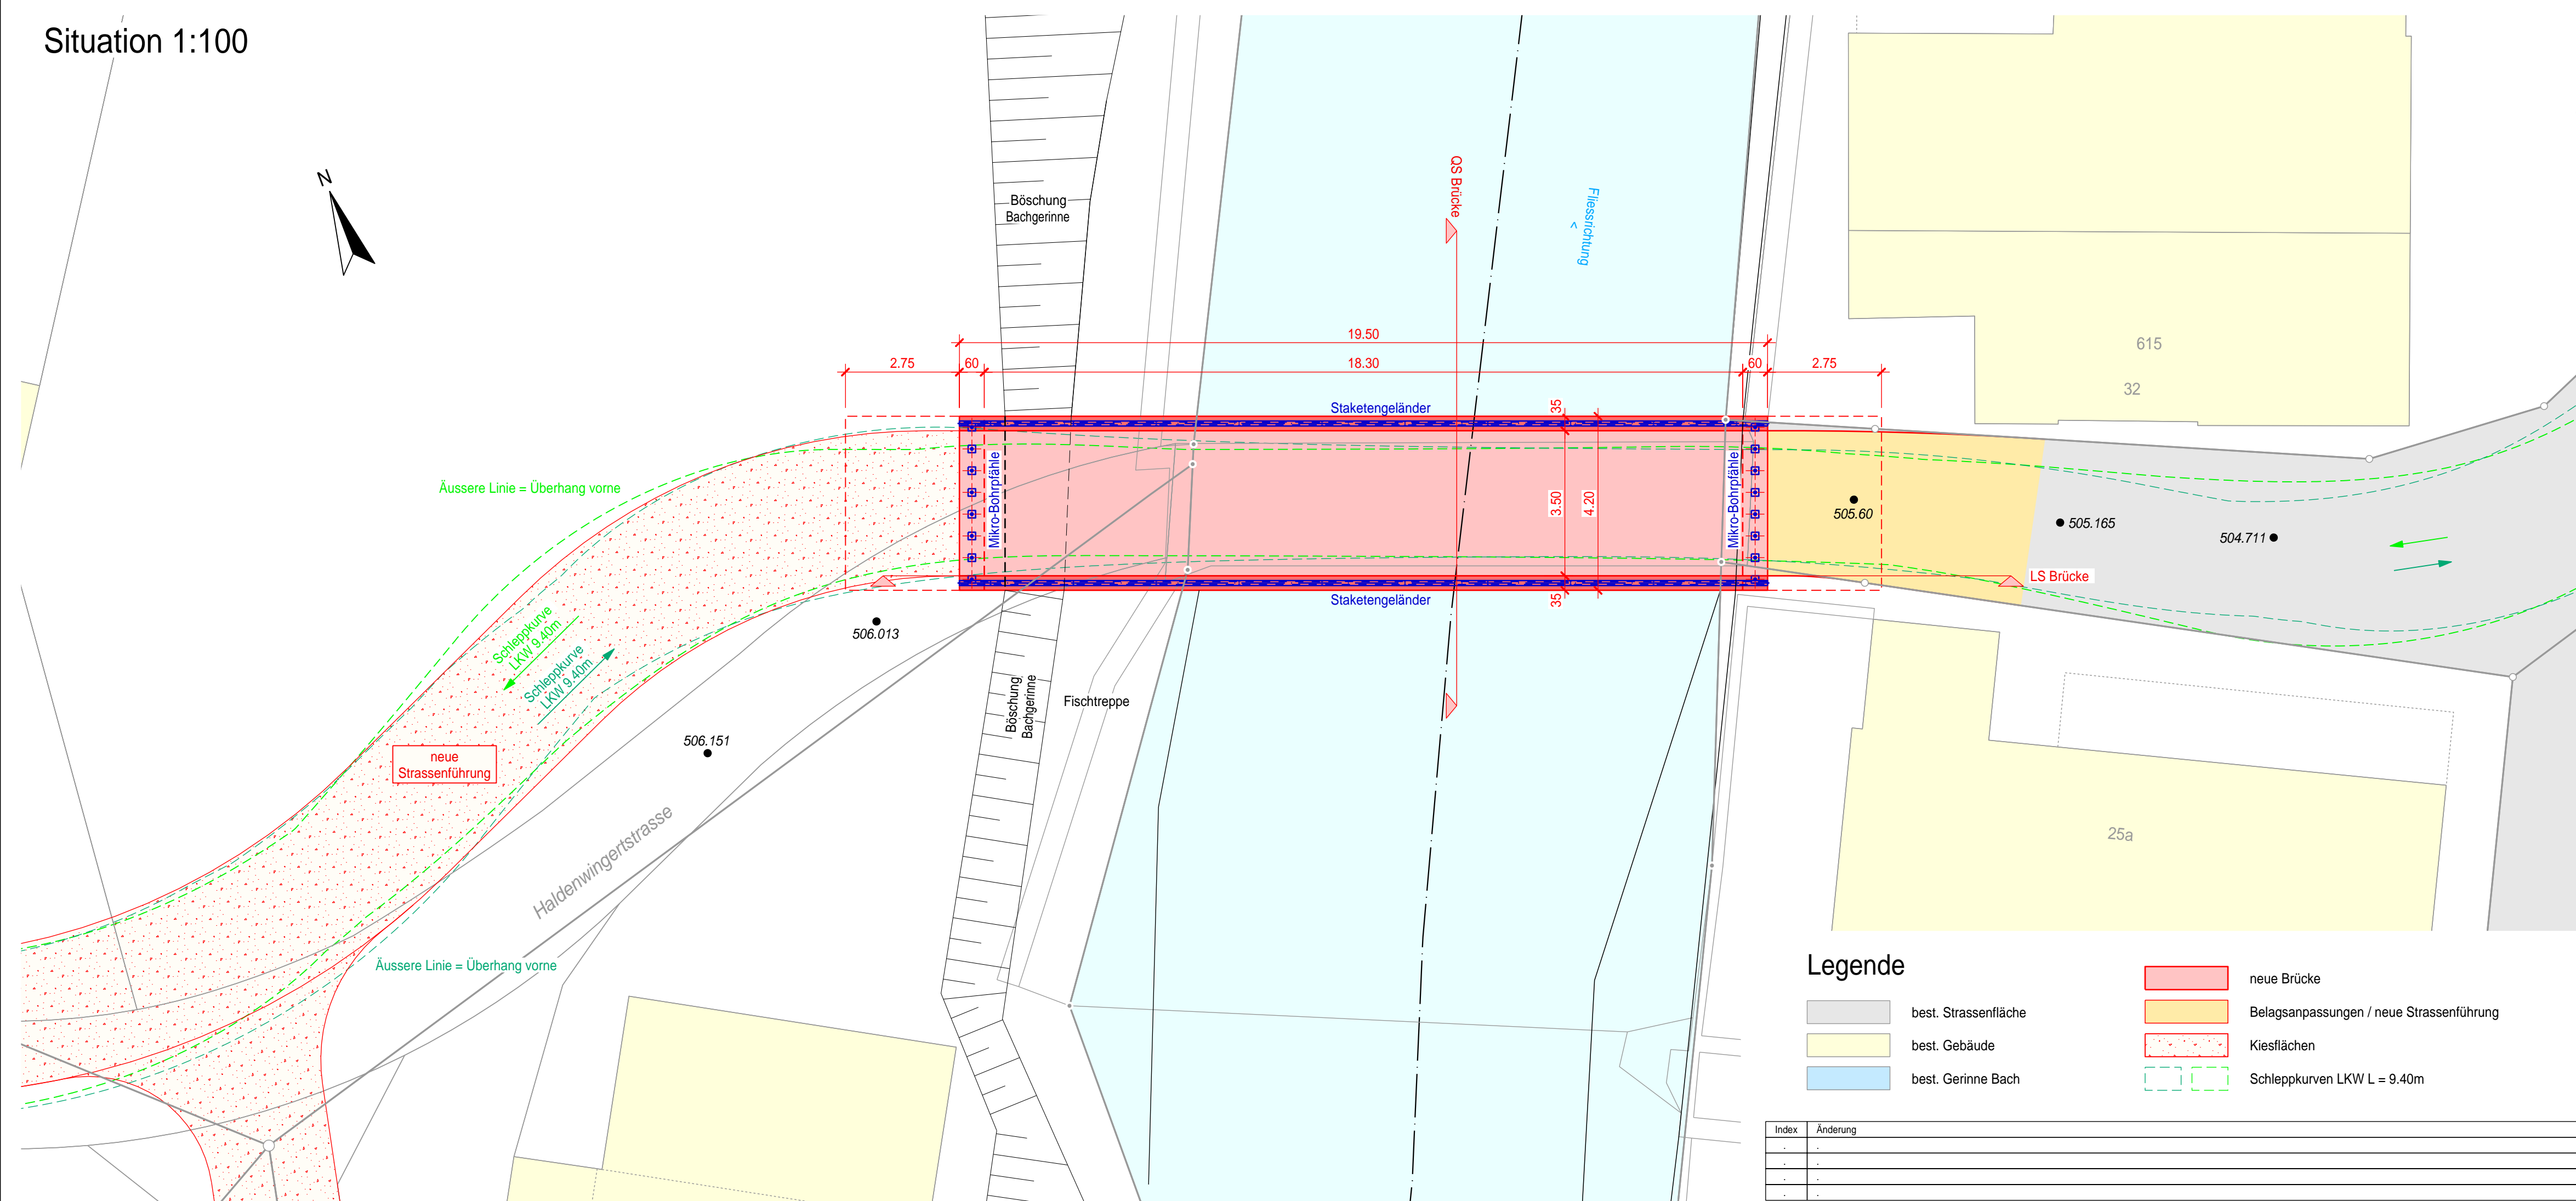 Situation 1:100
N
Böschung
Bachgerinne
QS Brücke
Fliessrichtung
<
615
32
19.50
2.75
60
18.30
60
2.75
Staketengeländer
35
Mikro-Bohrpfähle
3.50
4.20
Mikro-Bohrpfähle
Äussere Linie = Überhang vorne
505.60
505.165
504.711
LS Brücke
35
Staketengeländer
506.013
Schleppkurve
LKW 9.40m
Schleppkurve
LKW 9.40m
Böschung
Bachgerinne
Fischtreppe
506.151
neue
Strassenführung
Haldenwingertstrasse
25a
Äussere Linie = Überhang vorne
Legende
best. Strassenfläche
best. Gebäude
best. Gerinne Bach
neue Brücke
Belagsanpassungen / neue Strassenführung
Kiesflächen
Schleppkurven LKW L = 9.40m
Index Änderung
. .
. .
. .
. .